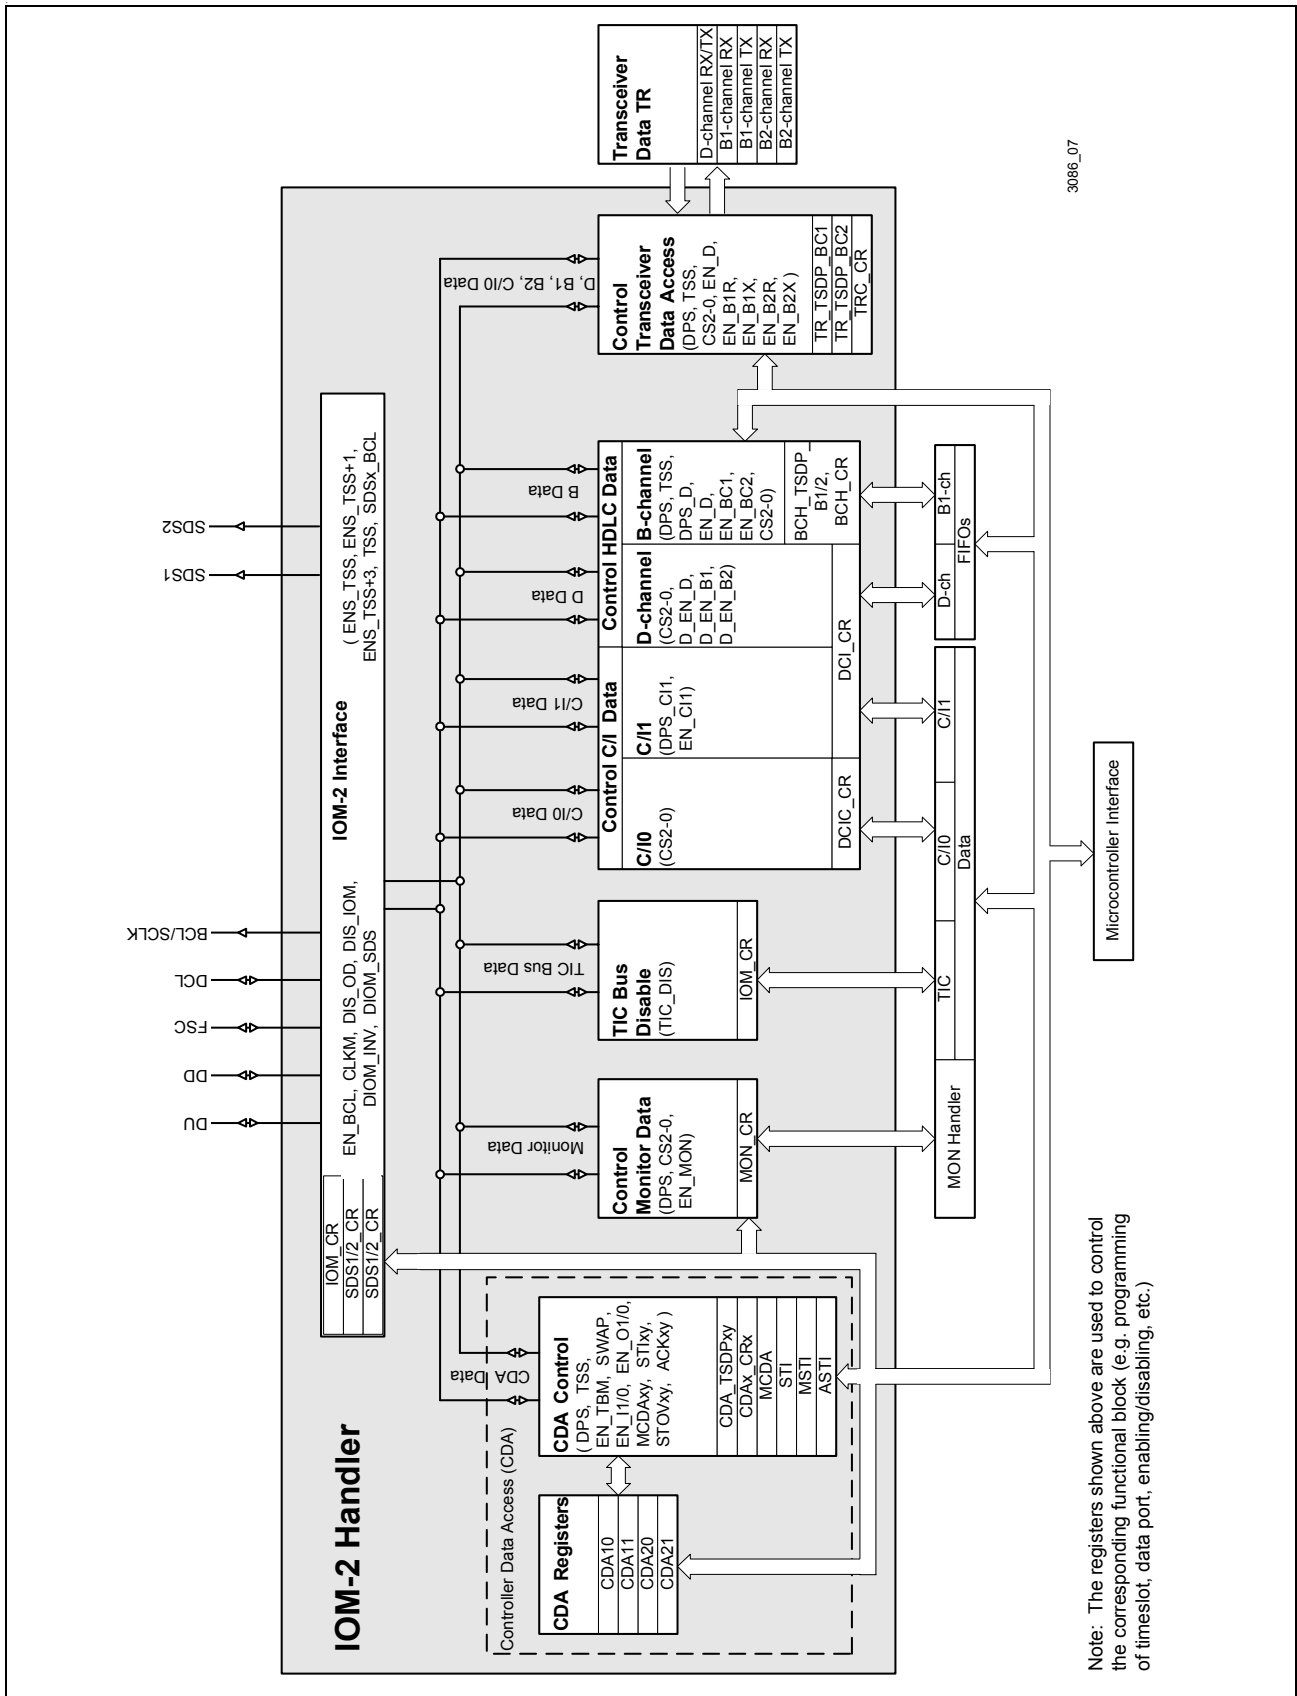 IOM-2 Handler
DU
DD
FSC
DCL
BCL/SCLK
SDS1
SDS2
IOM_CR
SDS1/2_CR
SDS1/2_CR
EN_BCL, CLKM, DIS_OD, DIS_IOM,
DIOM_INV, DIOM_SDS
IOM-2 Interface
( ENS_TSS, ENS_TSS+1,
ENS_TSS+3, TSS, SDSx_BCL
CDA Data
Monitor Data
TIC Bus Data
C/I0 Data
C/I1 Data
D Data
B Data
D, B1, B2, C/I0 Data
Controller Data Access (CDA)
CDA Registers
CDA10
CDA11
CDA20
CDA21
CDA Control
( DPS, TSS,
EN_TBM, SWAP,
EN_I1/0, EN_O1/0,
MCDAxy, STIxy,
STOVxy, ACKxy )
CDA_TSDPxy
CDAx_CRx
MCDA
STI
MSTI
ASTI
Control
Monitor Data
(DPS, CS2-0,
EN_MON)
MON_CR
TIC Bus
Disable
(TIC_DIS)
IOM_CR
Control C/I Data
C/I0
(CS2-0)
DCIC_CR
C/I1
(DPS_CI1,
EN_CI1)
Control HDLC Data
D-channel
(CS2-0,
D_EN_D,
D_EN_B1,
D_EN_B2)
DCI_CR
B-channel
(DPS, TSS,
DPS_D,
EN_D,
EN_BC1,
EN_BC2,
CS2-0)
BCH_TSDP_
B1/2,
BCH_CR
Control
Transceiver
Data Access
(DPS, TSS,
CS2-0, EN_D,
EN_B1R,
EN_B1X,
EN_B2R,
EN_B2X )
TR_TSDP_BC1
TR_TSDP_BC2
TRC_CR
Transceiver
Data TR
D-channel RX/TX
B1-channel RX
B1-channel TX
B2-channel RX
B2-channel TX
MON Handler
TIC
C/I0
C/I1
Data
D-ch
B1-ch
FIFOs
Microcontroller Interface
Note: The registers shown above are used to control
the corresponding functional block (e.g. programming
of timeslot, data port, enabling/disabling, etc.)
3086_07